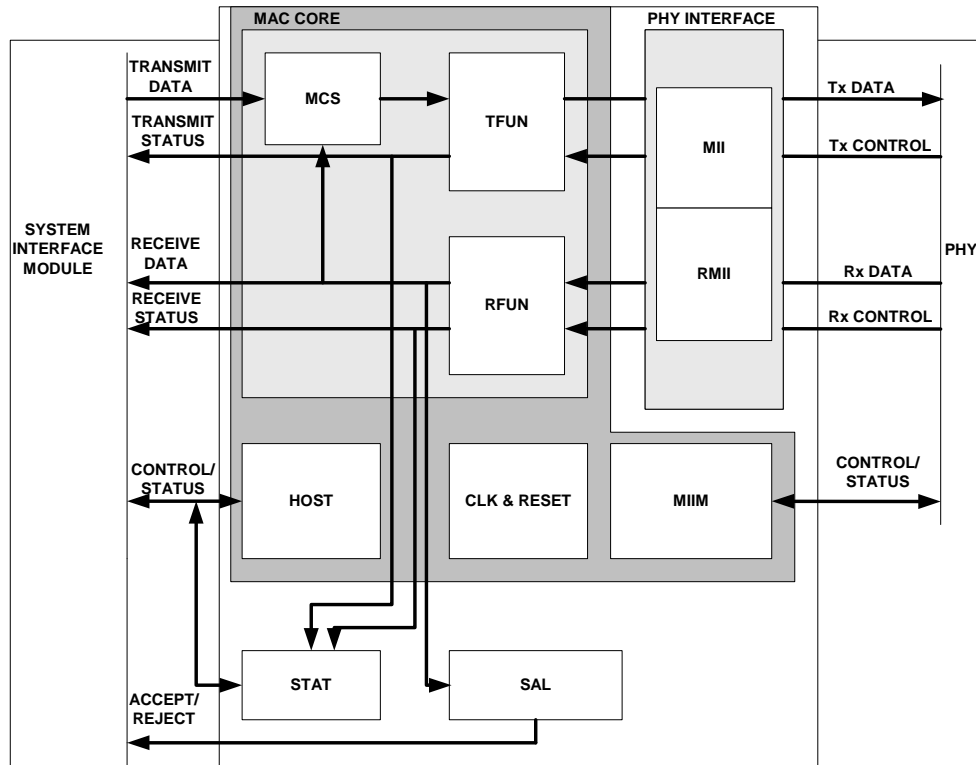 MAC CORE
PHY INTERFACE
TRANSMIT
DATA
MCS
TFUN
MII
Tx DATA
TRANSMIT
STATUS
Tx CONTROL
SYSTEM
INTERFACE
MODULE
RECEIVE
DATA
RFUN
RMII
Rx DATA
PHY
RECEIVE
STATUS
Rx CONTROL
CONTROL/
STATUS
HOST
CLK & RESET
MIIM
CONTROL/
STATUS
STAT
SAL
ACCEPT/
REJECT